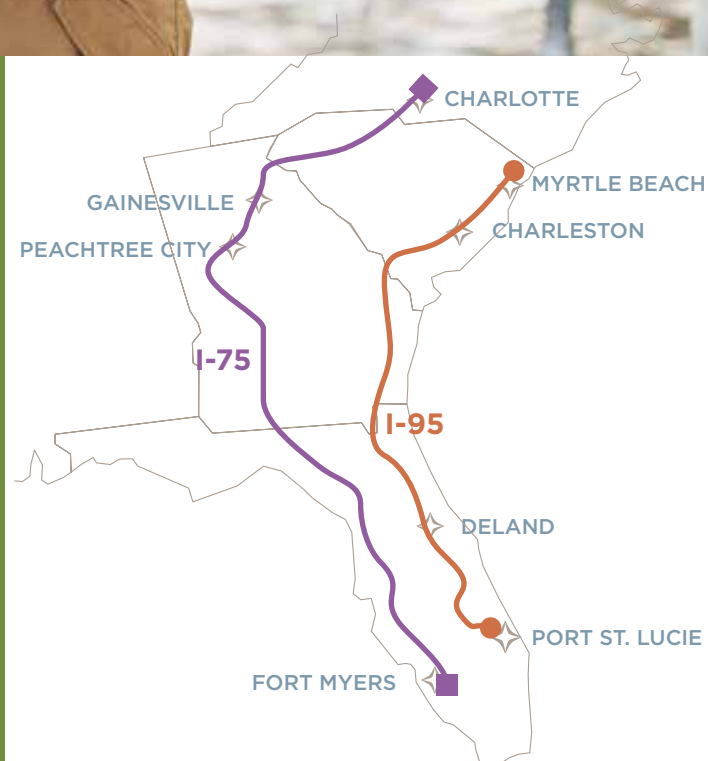 CHARLOTTE
MYRTLE BEACH
GAINESVILLE
CHARLESTON
PEACHTREE CITY
I-75
I-95
DELAND
PORT ST. LUCIE
FORT MYERS